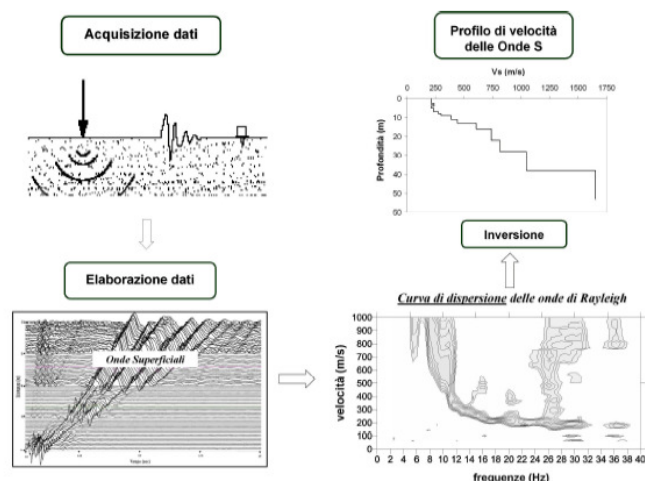 Acquisizione dati
Elaborazione dati
Onde Superficiali
Profilo di velocità
delle Onde S
Vs (m/s)
0 250 500 750 1000 1250 1500 1750
Profondità (m)
0
10
20
30
40
50
60
Inversione
Curva di dispersione delle onde di Rayleigh
velocità (m/s)
1000
900
800
700
600
500
400
300
200
100
0
0 2 4 6 8 10 12 14 16 18 20 22 24 26 28 30 32 34 36 38 40
frequenze (Hz)